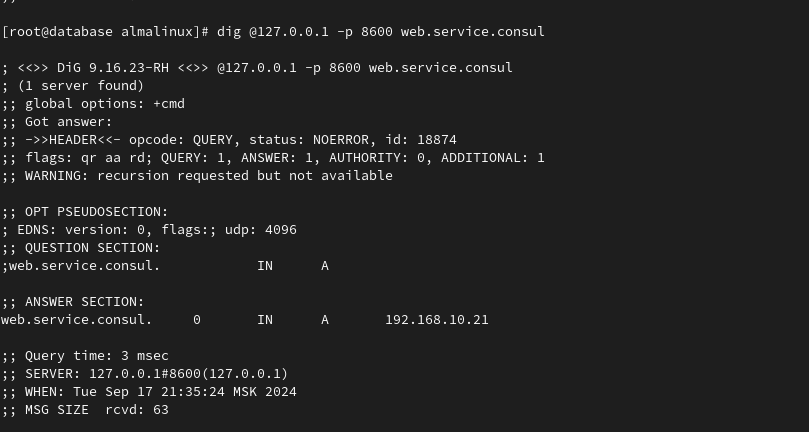 [root@database almalinux]# dig @127.0.0.1 -p 8600 web.service.consul
; <<>> DiG 9.16.23-RH <<>> @127.0.0.1 -p 8600 web.service.consul
; (1 server found)
;; global options: +cmd
;; Got answer:
;; ->>HEADER<<- opcode: QUERY, status: NOERROR, id: 18874
;; flags: qr aa rd; QUERY: 1, ANSWER: 1, AUTHORITY: 0, ADDITIONAL: 1
;; WARNING: recursion requested but not available
;; OPT PSEUDOSECTION:
; EDNS: version: 0, flags:; udp: 4096
;; QUESTION SECTION:
;web.service.consul. IN A
;; ANSWER SECTION:
web.service.consul. 0 IN A 192.168.10.21
;; Query time: 3 msec
;; SERVER: 127.0.0.1#8600(127.0.0.1)
;; WHEN: Tue Sep 17 21:35:24 MSK 2024
;; MSG SIZE rcvd: 63